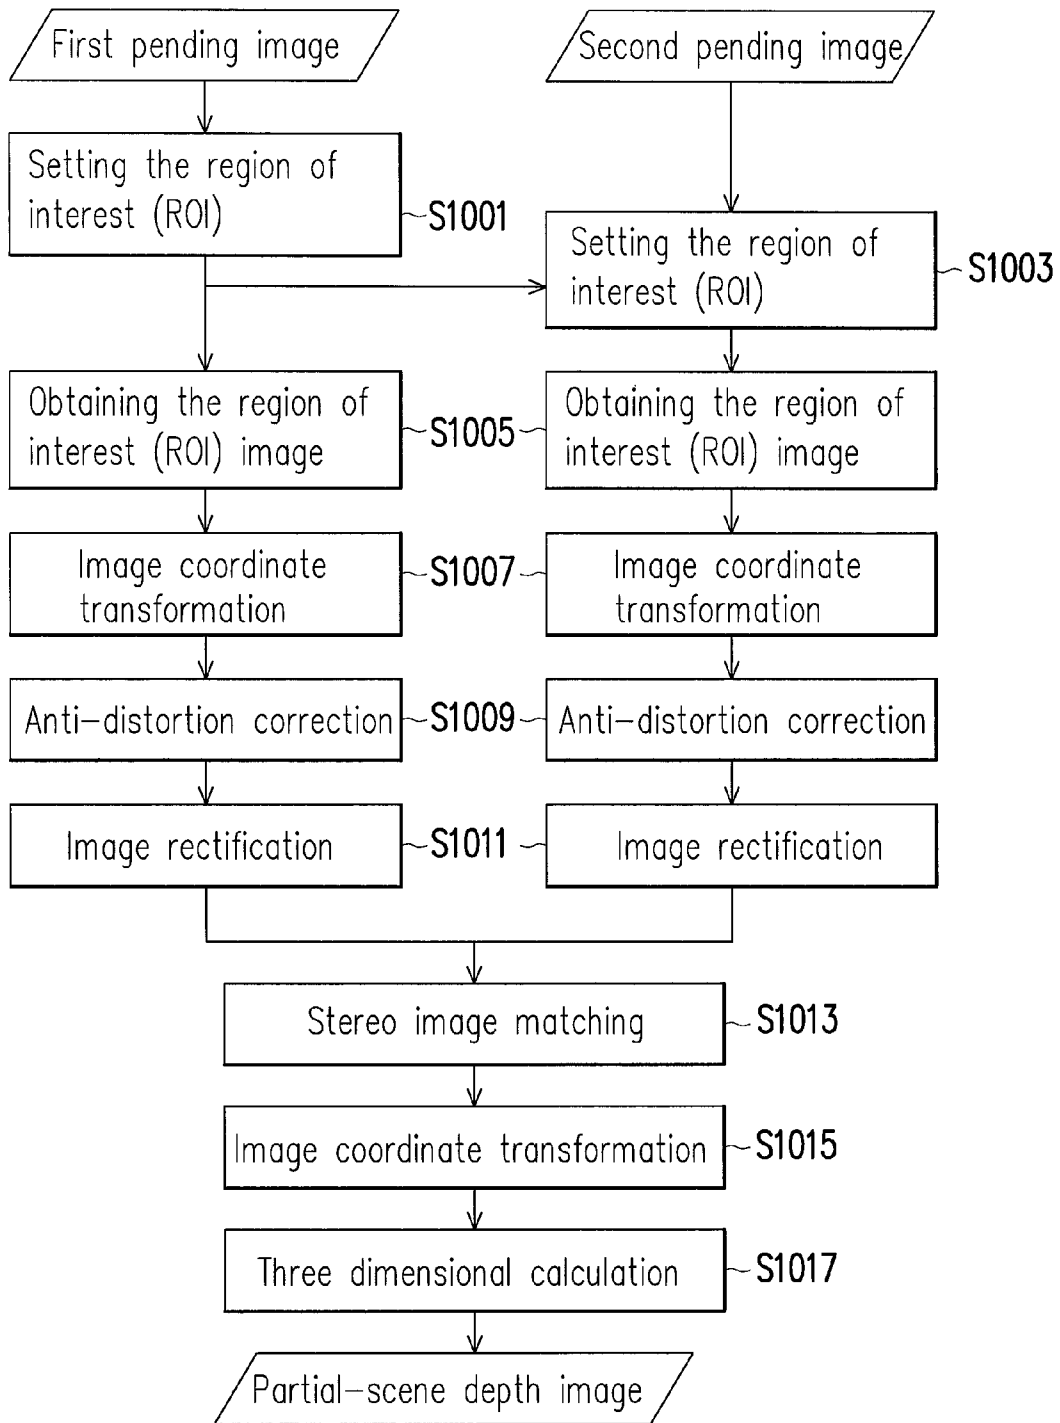 First pending image
Second pending image
Setting the region of
interest (ROI)
S1001
Setting the region of
interest (ROI)
S1003
Obtaining the region of
interest (ROI) image
S1005
Obtaining the region of
interest (ROI) image
Image coordinate
transformation
S1007
Image coordinate
transformation
Anti-distortion correction
S1009
Anti-distortion correction
Image rectification
S1011
Image rectification
Stereo image matching
S1013
Image coordinate transformation
S1015
Three dimensional calculation
S1017
Partial-scene depth image